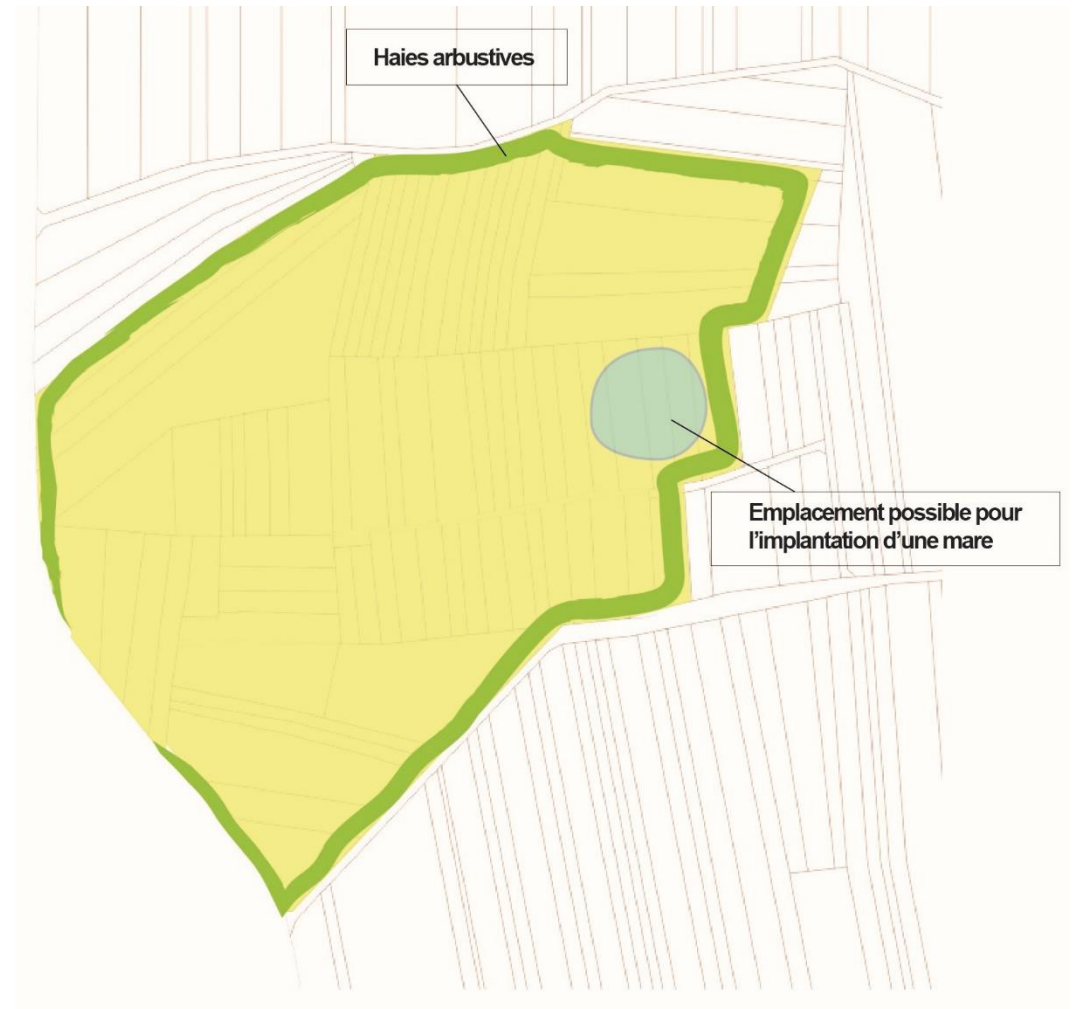 Haies arbustives
Emplacement possible pour
l'implantation d'une mare